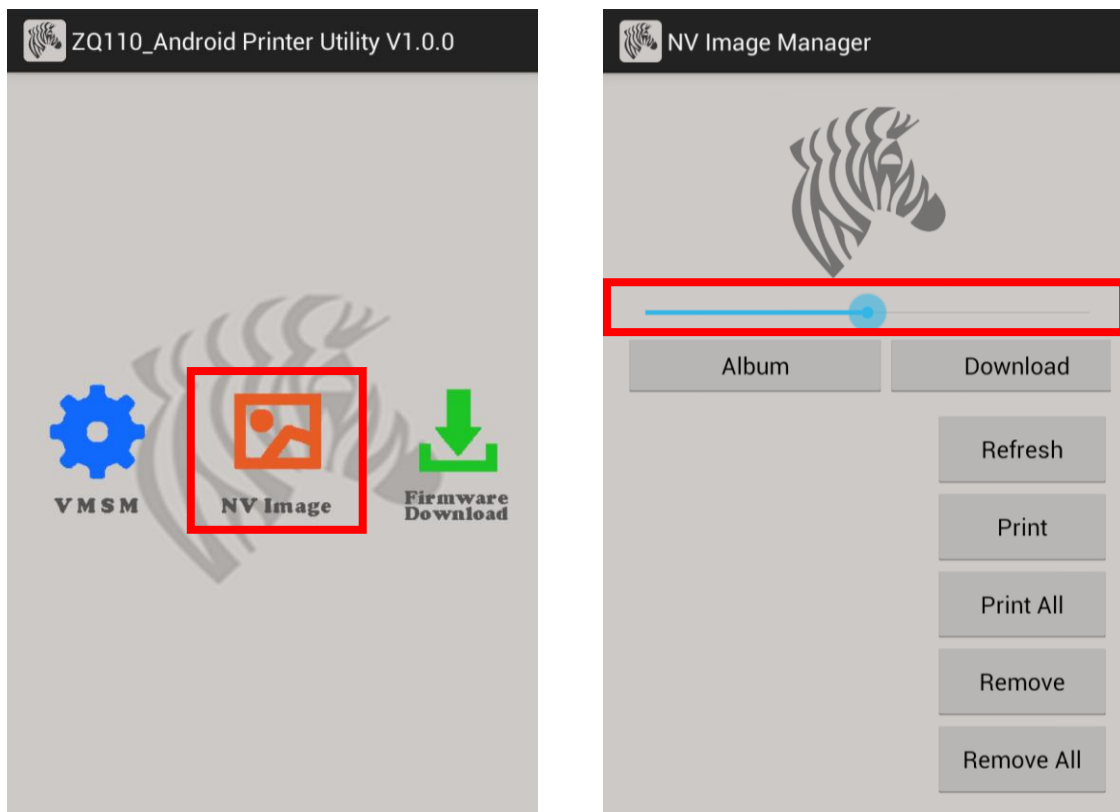 ZQ110_Android Printer Utility V1.0.0
VMSM
NV Image
Firmware
Download
NV Image Manager
Album
Download
Refresh
Print
Print All
Remove
Remove All